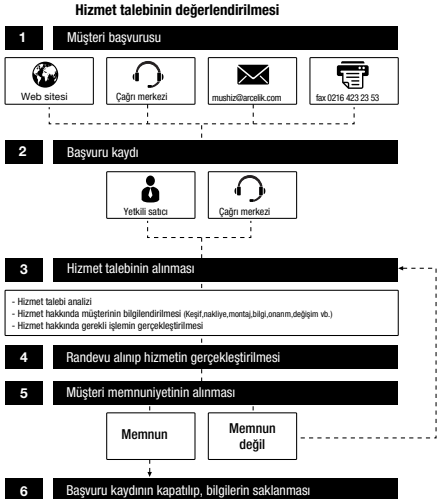 Hizmet talebinin değerlendirilmesi
1 Müşteri başvurusu
Web sitesi
Çağrı merkezi
mushiz@arcelik.com
fax 0216 423 23 53
2 Başvuru kaydı
Yetkili satıcı
Çağrı merkezi
3 Hizmet talebinin alınması
- Hizmet talebi analizi
- Hizmet hakkında müşterinin bilgilendirilmesi (Keşif,nakliye,montaj,bilgi,onarım,değişim vb.)
- Hizmet hakkında gerekli işlemin gerçekleştirilmesi
4 Randevu alınıp hizmetin gerçekleştirilmesi
5 Müşteri memnuniyetinin alınması
Memnun
Memnun
değil
6 Başvuru kaydının kapatılıp, bilgilerin saklanması